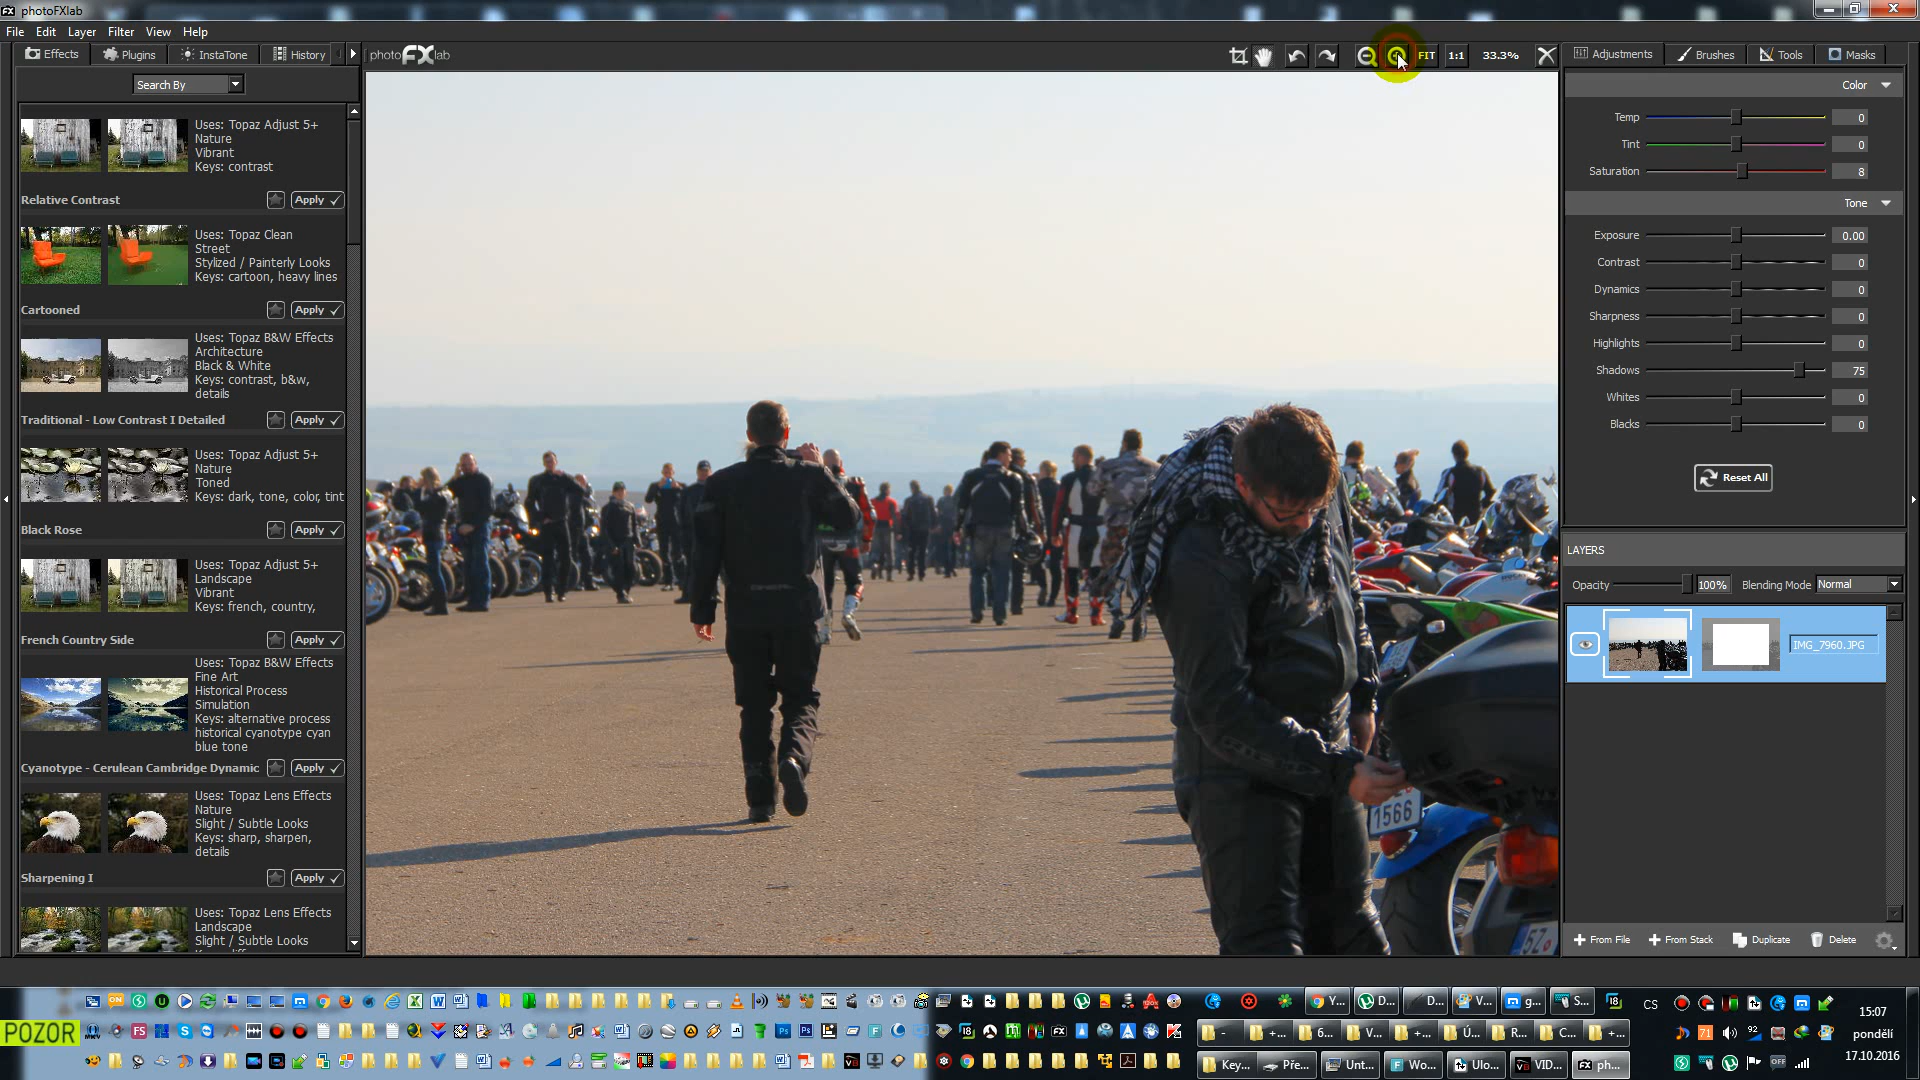 photoFXlab
File Edit Layer Filter View Help
Effects Plugins InstaTone History
photoFXlab
FIT 1:1 33.3%
Adjustments Brushes Tools Masks
Search By
Uses: Topaz Adjust 5+
Nature
Vibrant
Keys: contrast
Relative Contrast Apply
Uses: Topaz Clean
Street
Stylized / Painterly Looks
Keys: cartoon, heavy lines
Cartooned Apply
Uses: Topaz B&W Effects
Architecture
Black & White
Keys: contrast, b&w,
details
Traditional - Low Contrast I Detailed Apply
Uses: Topaz Adjust 5+
Nature
Toned
Keys: dark, tone, color, tint
Black Rose Apply
Uses: Topaz Adjust 5+
Landscape
Vibrant
Keys: french, country,
French Country Side Apply
Uses: Topaz B&W Effects
Fine Art
Historical Process
Simulation
Keys: alternative process
historical cyanotype cyan
blue tone
Cyanotype - Cerulean Cambridge Dynamic Apply
Uses: Topaz Lens Effects
Nature
Slight / Subtle Looks
Keys: sharp, sharpen,
details
Sharpening I Apply
Uses: Topaz Lens Effects
Landscape
Slight / Subtle Looks
1566
5Z
Color
Temp 0
Tint 0
Saturation 8
Tone
Exposure 0.00
Contrast 0
Dynamics 0
Sharpness 0
Highlights 0
Shadows 75
Whites 0
Blacks 0
Reset All
LAYERS
Opacity 100% Blending Mode Normal
IMG_7960.JPG
From File From Stack Duplicate Delete
POZOR
Y... D... D... V... g... S...
- +... 6... V... +... Ú... R... C... +...
Key... Pře... Unt... Wo... Ulo... VID... ph...
CS
15:07
pondělí
17.10.2016